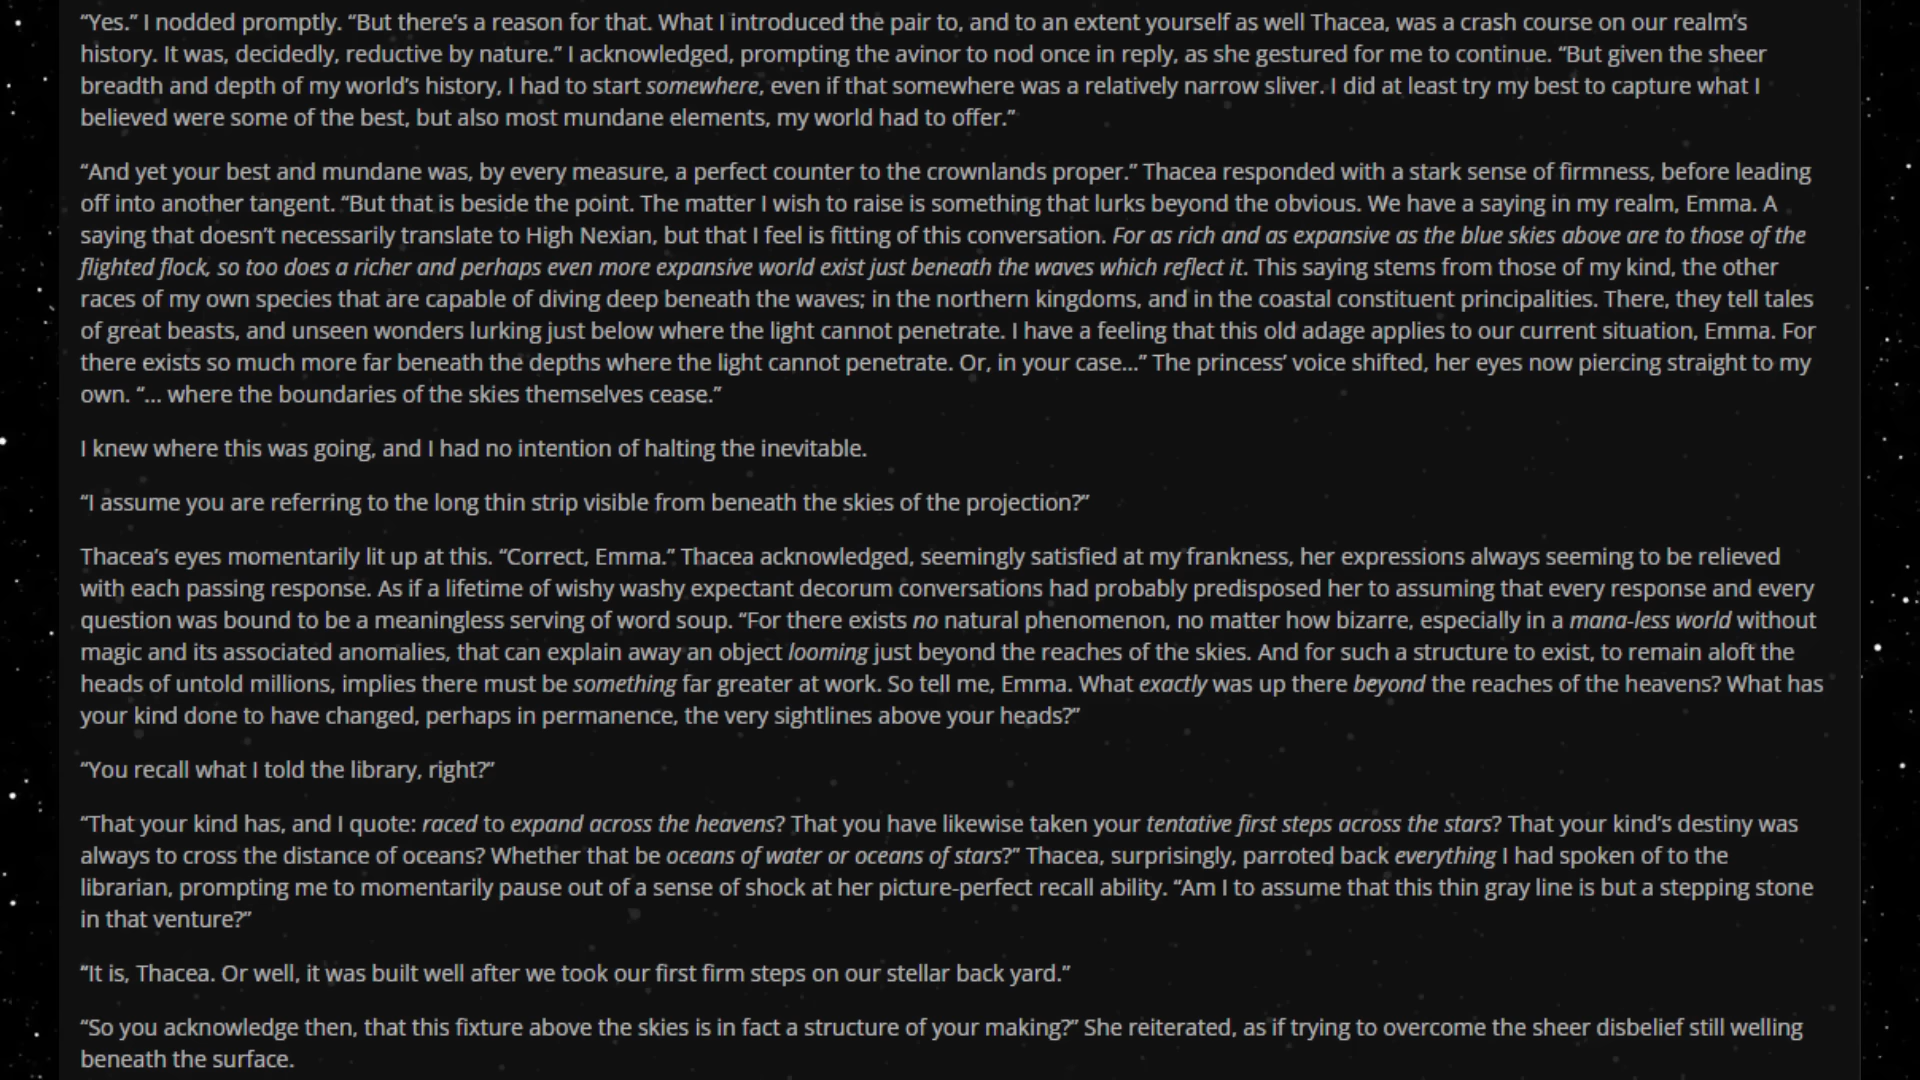 “Yes.” I nodded promptly. “But there’s a reason for that. What I introduced the pair to, and to an extent yourself as well Thacea, was a crash course on our realm’s
history. It was, decidedly, reductive by nature.” I acknowledged, prompting the avinor to nod once in reply, as she gestured for me to continue. “But given the sheer
breadth and depth of my world’s history, I had to start somewhere, even if that somewhere was a relatively narrow sliver. I did at least try my best to capture what I
believed were some of the best, but also most mundane elements, my world had to offer.”
“And yet your best and mundane was, by every measure, a perfect counter to the crownlands proper.” Thacea responded with a stark sense of firmness, before leading
off into another tangent. “But that is beside the point. The matter I wish to raise is something that lurks beyond the obvious. We have a saying in my realm, Emma. A
saying that doesn’t necessarily translate to High Nexian, but that I feel is fitting of this conversation. For as rich and as expansive as the blue skies above are to those of the
flighted flock, so too does a richer and perhaps even more expansive world exist just beneath the waves which reflect it. This saying stems from those of my kind, the other
races of my own species that are capable of diving deep beneath the waves; in the northern kingdoms, and in the coastal constituent principalities. There, they tell tales
of great beasts, and unseen wonders lurking just below where the light cannot penetrate. I have a feeling that this old adage applies to our current situation, Emma. For
there exists so much more far beneath the depths where the light cannot penetrate. Or, in your case...” The princess’ voice shifted, her eyes now piercing straight to my
own. “... where the boundaries of the skies themselves cease.”
I knew where this was going, and I had no intention of halting the inevitable.
“I assume you are referring to the long thin strip visible from beneath the skies of the projection?”
Thacea’s eyes momentarily lit up at this. “Correct, Emma.” Thacea acknowledged, seemingly satisfied at my frankness, her expressions always seeming to be relieved
with each passing response. As if a lifetime of wishy washy expectant decorum conversations had probably predisposed her to assuming that every response and every
question was bound to be a meaningless serving of word soup. “For there exists no natural phenomenon, no matter how bizarre, especially in a mana-less world without
magic and its associated anomalies, that can explain away an object looming just beyond the reaches of the skies. And for such a structure to exist, to remain aloft the
heads of untold millions, implies there must be something far greater at work. So tell me, Emma. What exactly was up there beyond the reaches of the heavens? What has
your kind done to have changed, perhaps in permanence, the very sightlines above your heads?”
“You recall what I told the library, right?”
“That your kind has, and I quote: raced to expand across the heavens? That you have likewise taken your tentative first steps across the stars? That your kind’s destiny was
always to cross the distance of oceans? Whether that be oceans of water or oceans of stars?” Thacea, surprisingly, parroted back everything I had spoken of to the
librarian, prompting me to momentarily pause out of a sense of shock at her picture-perfect recall ability. “Am I to assume that this thin gray line is but a stepping stone
in that venture?”
“It is, Thacea. Or well, it was built well after we took our first firm steps on our stellar back yard.”
“So you acknowledge then, that this fixture above the skies is in fact a structure of your making?” She reiterated, as if trying to overcome the sheer disbelief still welling
beneath the surface.